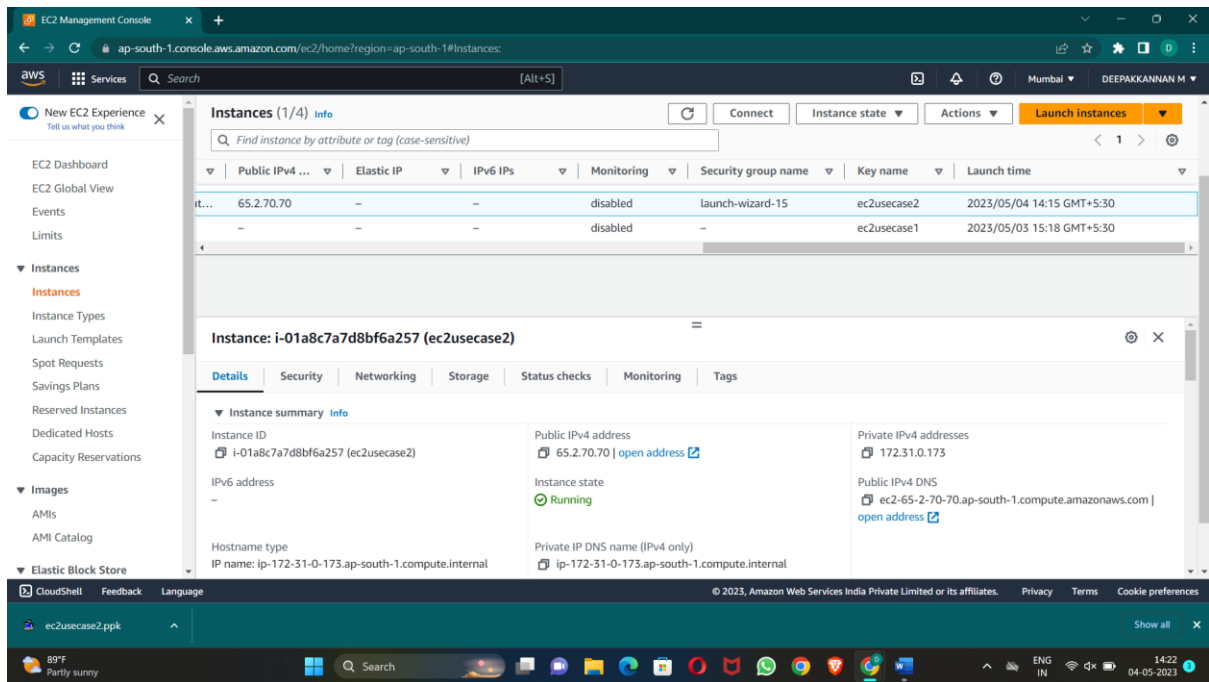 EC2 Management Console
ap-south-1.console.aws.amazon.com/ec2/home?region=ap-south-1#Instances:
aws Services Search [Alt+S] Mumbai DEEPAKKANNAN M
New EC2 Experience
Tell us what you think
EC2 Dashboard
EC2 Global View
Events
Limits
Instances
Instances
Instance Types
Launch Templates
Spot Requests
Savings Plans
Reserved Instances
Dedicated Hosts
Capacity Reservations
Images
AMIs
AMI Catalog
Elastic Block Store
Instances (1/4) Info
Connect Instance state Actions Launch instances
Find instance by attribute or tag (case-sensitive)
1
Public IPv4 ... Elastic IP IPv6 IPs Monitoring Security group name Key name Launch time
65.2.70.70 – – disabled launch-wizard-15 ec2usecase2 2023/05/04 14:15 GMT+5:30
– – – disabled – ec2usecase1 2023/05/03 15:18 GMT+5:30
Instance: i-01a8c7a7d8bf6a257 (ec2usecase2)
Details Security Networking Storage Status checks Monitoring Tags
Instance summary Info
Instance ID
i-01a8c7a7d8bf6a257 (ec2usecase2)
Public IPv4 address
65.2.70.70 | open address
Private IPv4 addresses
172.31.0.173
IPv6 address
–
Instance state
Running
Public IPv4 DNS
ec2-65-2-70-70.ap-south-1.compute.amazonaws.com |
open address
Hostname type
IP name: ip-172-31-0-173.ap-south-1.compute.internal
Private IP DNS name (IPv4 only)
ip-172-31-0-173.ap-south-1.compute.internal
CloudShell Feedback Language © 2023, Amazon Web Services India Private Limited or its affiliates. Privacy Terms Cookie preferences
ec2usecase2.ppk Show all
89°F
Partly sunny
Search
ENG
IN
14:22
04-05-2023
3